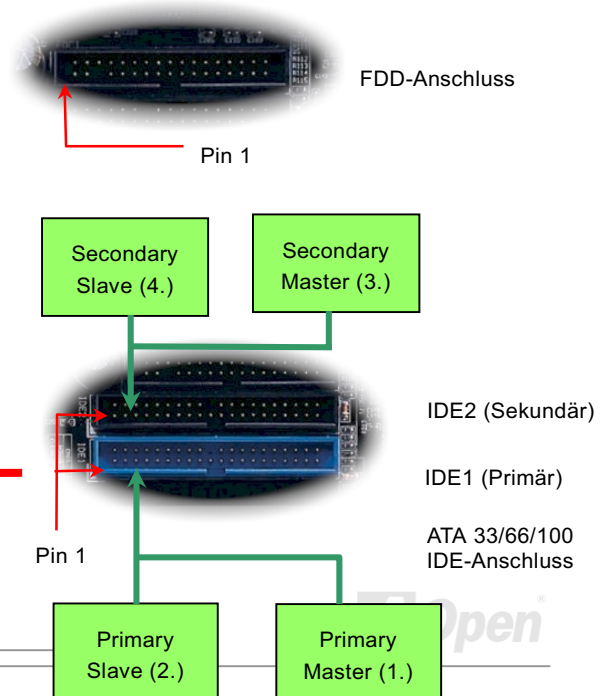 FDD-Anschluss
Pin 1
Secondary
Slave (4.)
Secondary
Master (3.)
IDE2 (Sekundär)
IDE1 (Primär)
ATA 33/66/100
IDE-Anschluss
Pin 1
Primary
Slave (2.)
Primary
Master (1.)
Open